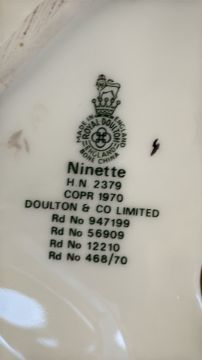 MADE IN ENGLAND
ROYAL DOULTON
ENGLAND
BONE CHINA
Ninette
H N 2379
COPR 1970
DOULTON & CO LIMITED
Rd No 947199
Rd No 56909
Rd No 12210
Rd No 468/70